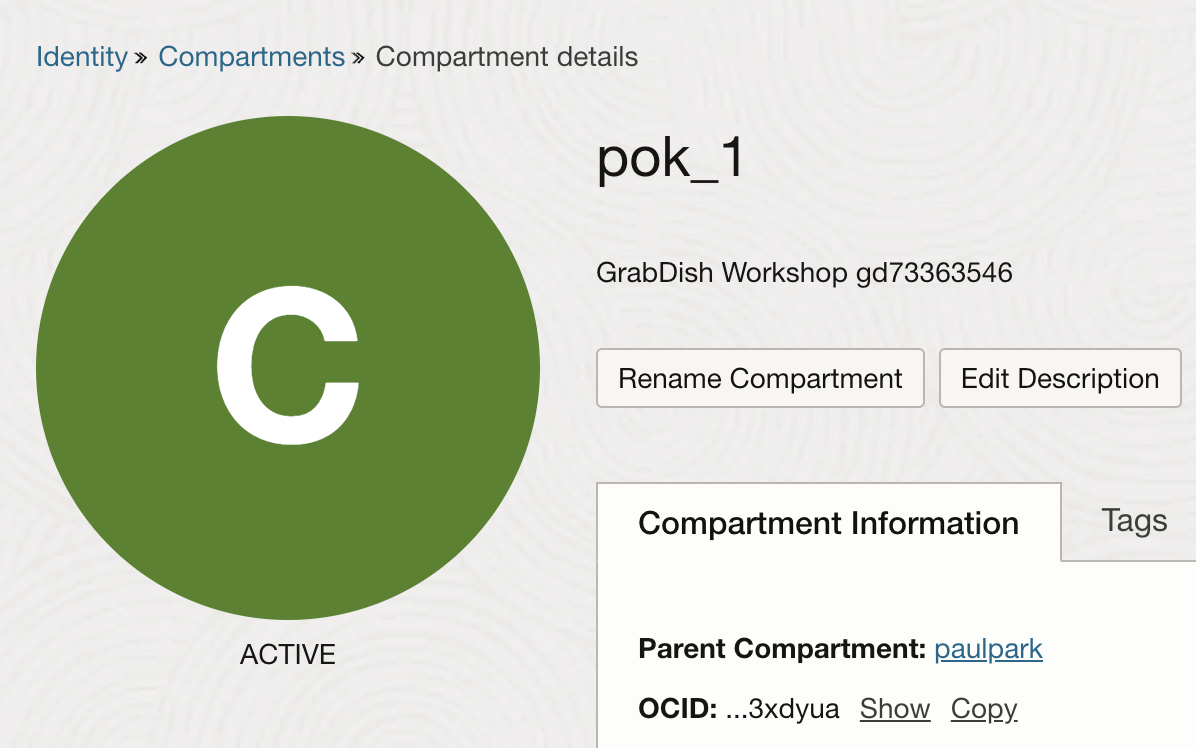 Identity » Compartments » Compartment details
C
ACTIVE
pok_1
GrabDish Workshop gd73363546
Rename Compartment Edit Description
Compartment Information Tags
Parent Compartment: paulpark
OCID: ...3xdyua Show Copy